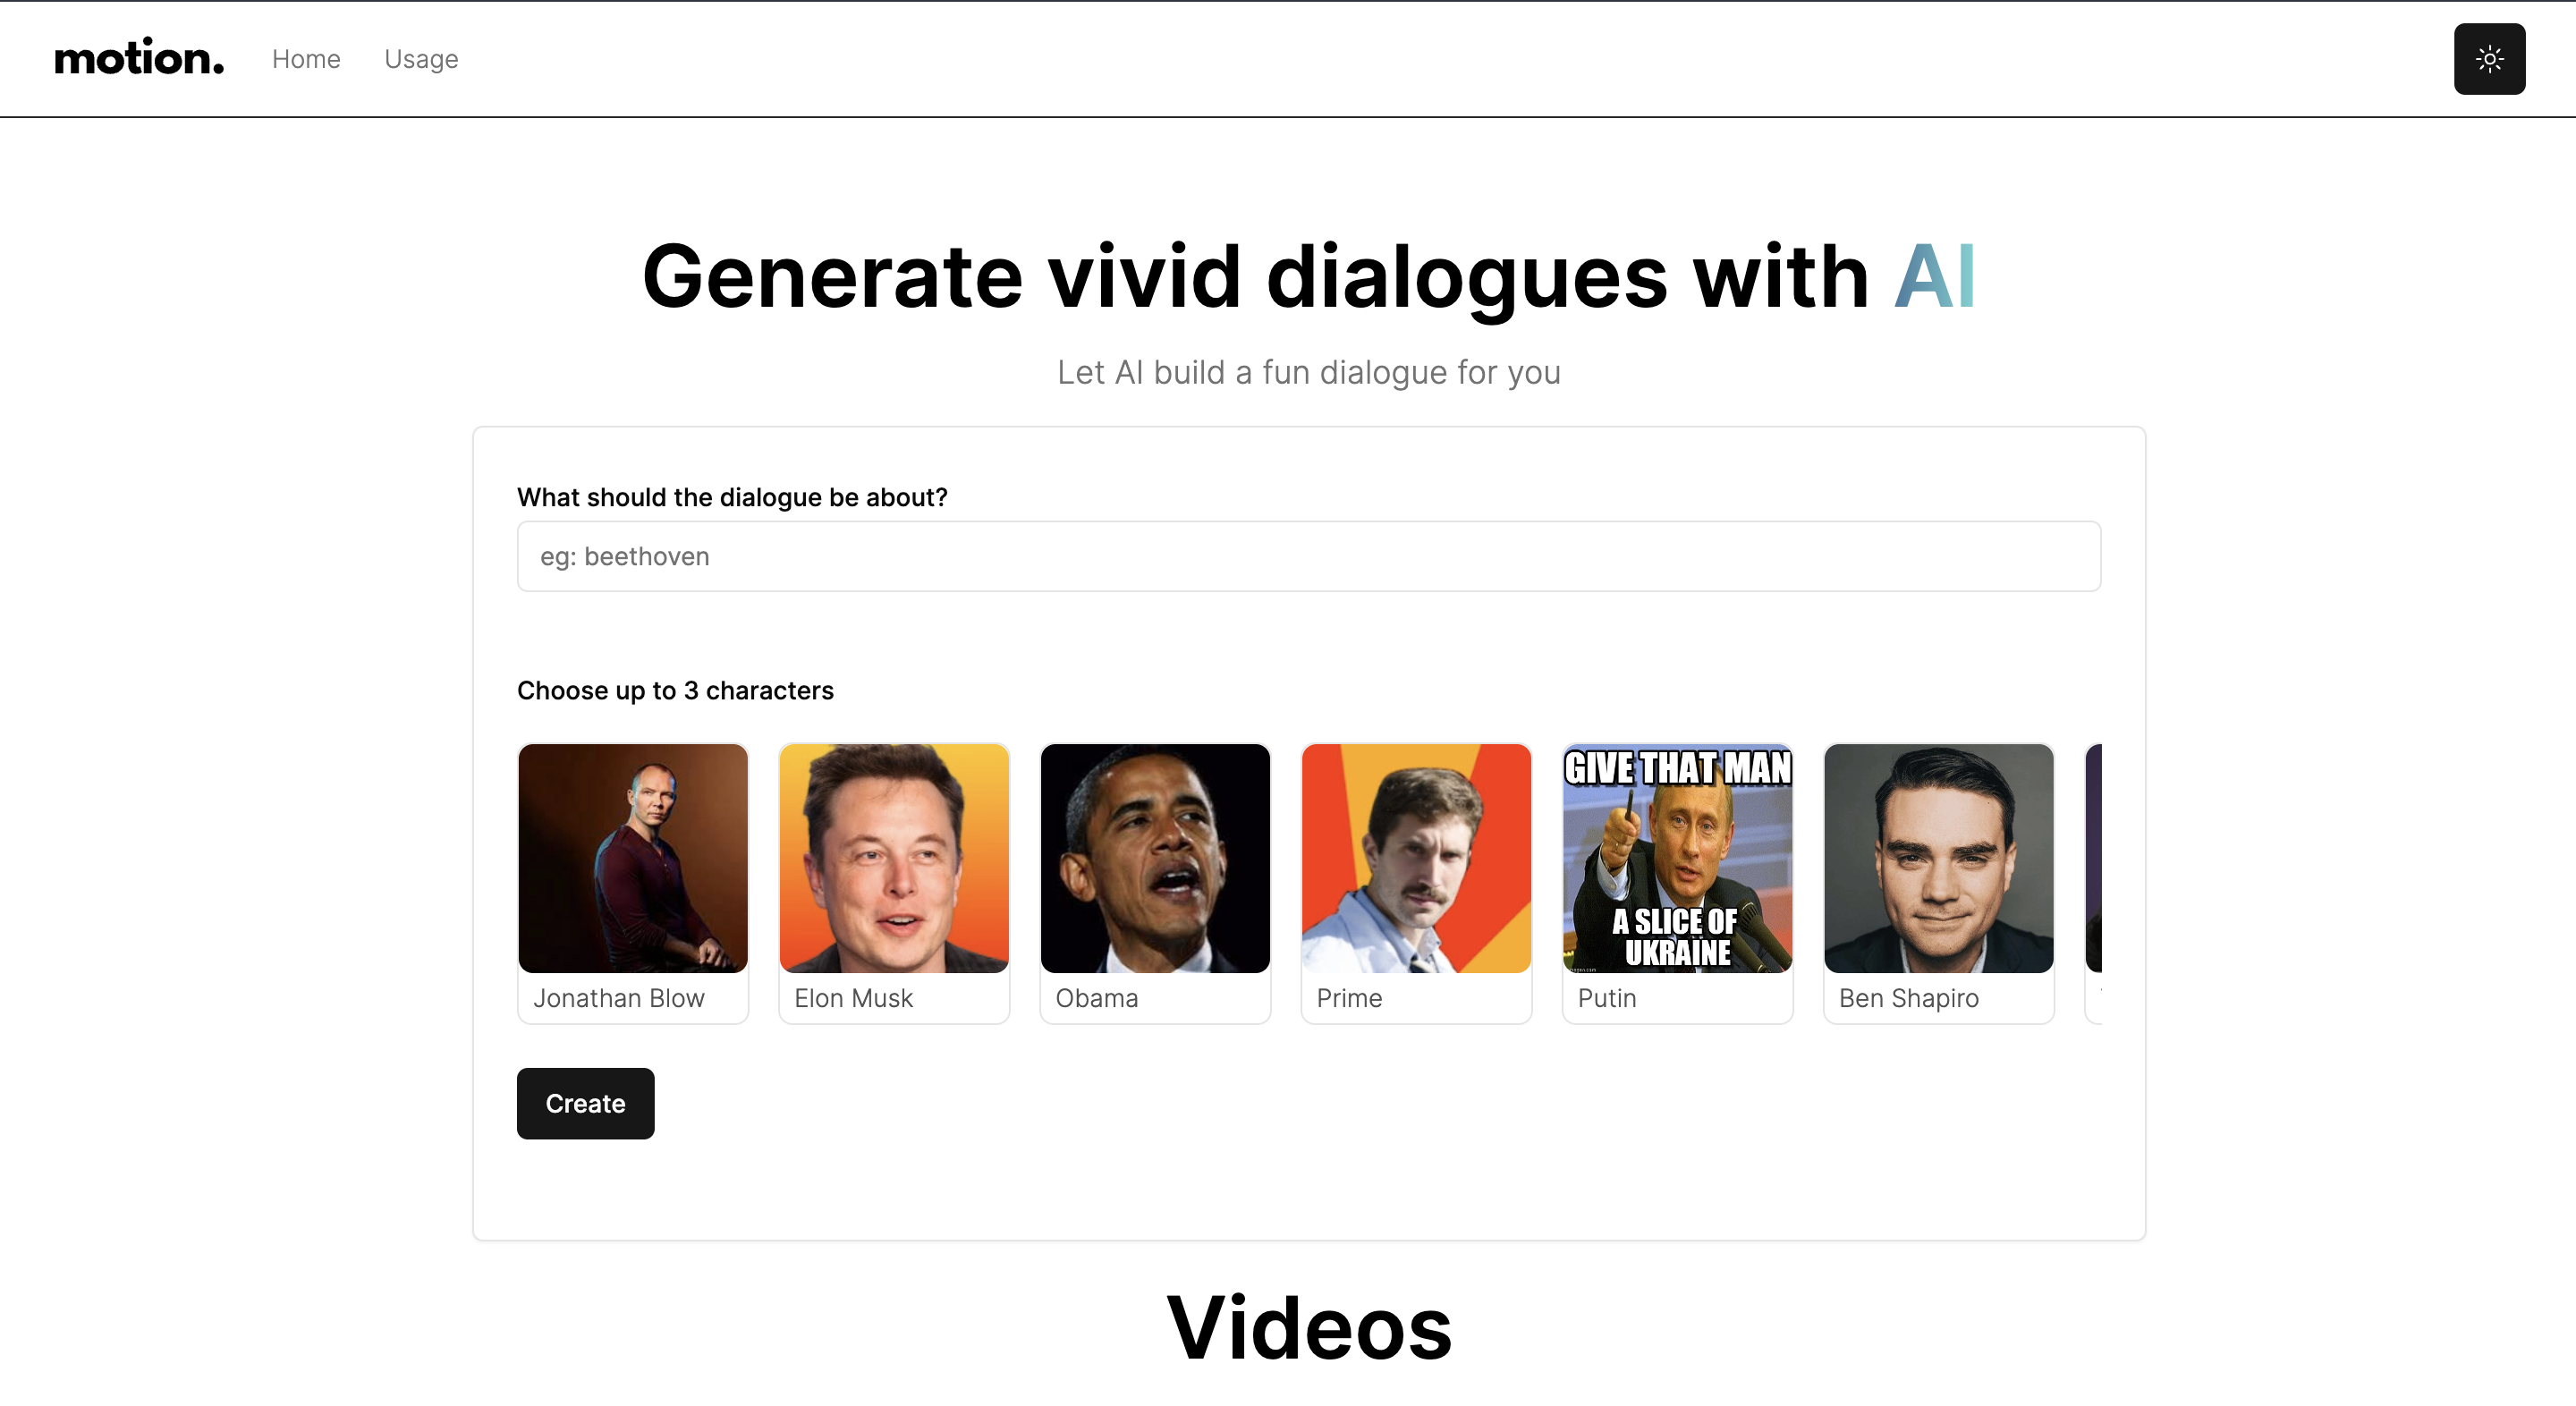 motion.
Home
Usage
Generate vivid dialogues with AI
Let AI build a fun dialogue for you
What should the dialogue be about?
eg: beethoven
Choose up to 3 characters
GIVE THAT MAN
A SLICE OF
UKRAINE
Jonathan Blow
Elon Musk
Obama
Prime
Putin
Ben Shapiro
Create
Videos